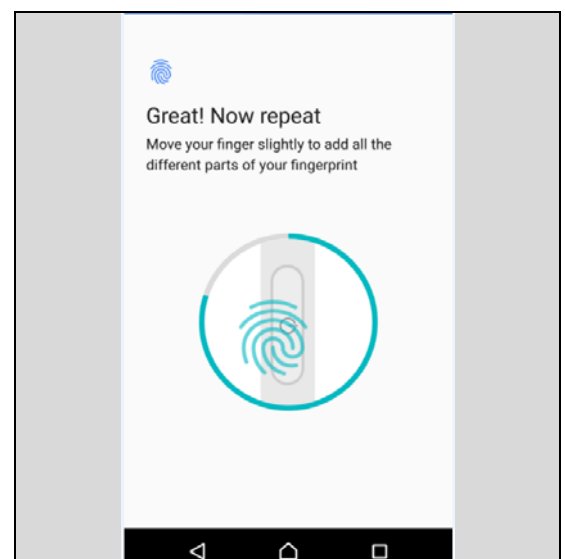 Great! Now repeat
Move your finger slightly to add all the
different parts of your fingerprint